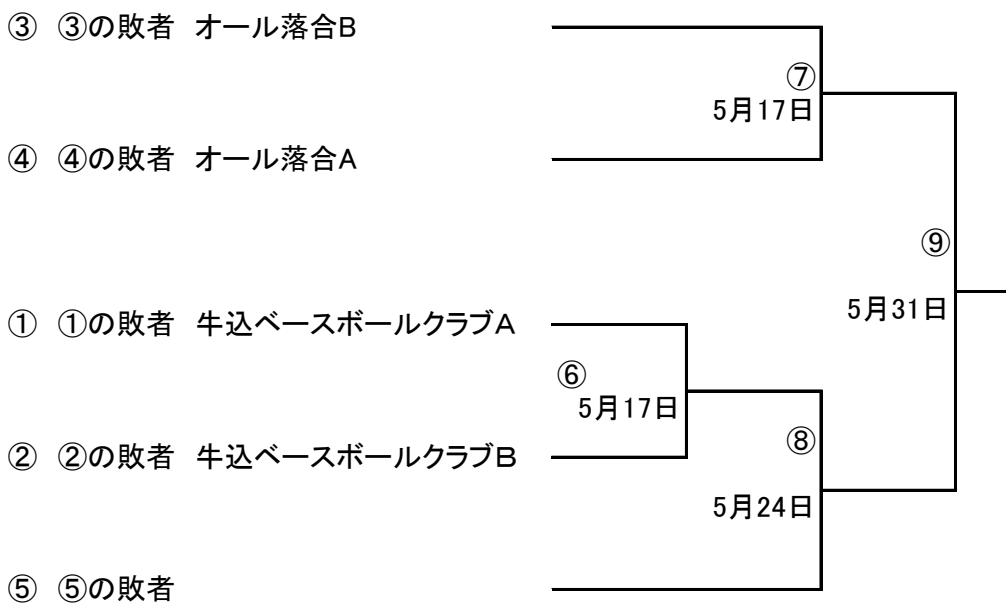 ③ ③の敗者 オール落合B
⑦
5月17日
④ ④の敗者 オール落合A
⑨
5月31日
① ①の敗者 牛込ベースボールクラブA
⑥
5月17日
⑧
② ②の敗者 牛込ベースボールクラブB
5月24日
⑤ ⑤の敗者